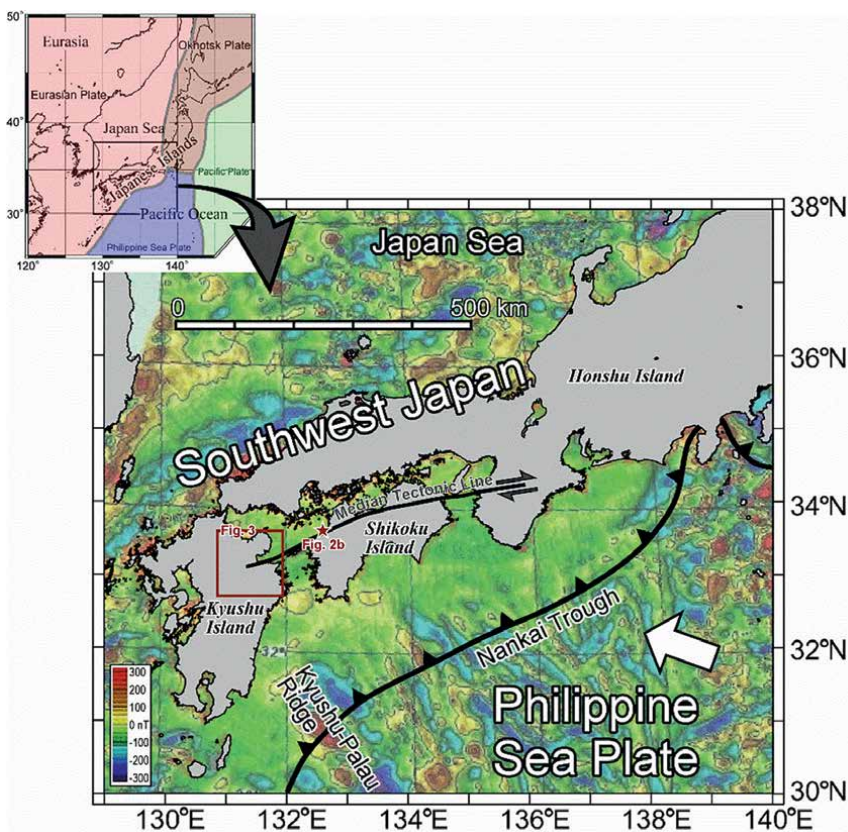 50°
Eurasia
Okhotsk Plate
Eurasian Plate
40°
Japan Sea
Japanese Islands
Pacific Plate
30°
Pacific Ocean
Philippine Sea Plate
120°
130°
140°
38°N
Japan Sea
0
500 km
36°N
Honshu Island
Southwest Japan
Median Tectonic Line
34°N
Fig. 3
Fig. 2b
Shikoku
Island
Kyushu
Island
32°
Nankai Trough
32°N
300
200
100
0 nT
-100
-200
-300
Kyushu-Palau
Ridge
Philippine
Sea Plate
30°N
130°E
132°E
134°E
136°E
138°E
140°E